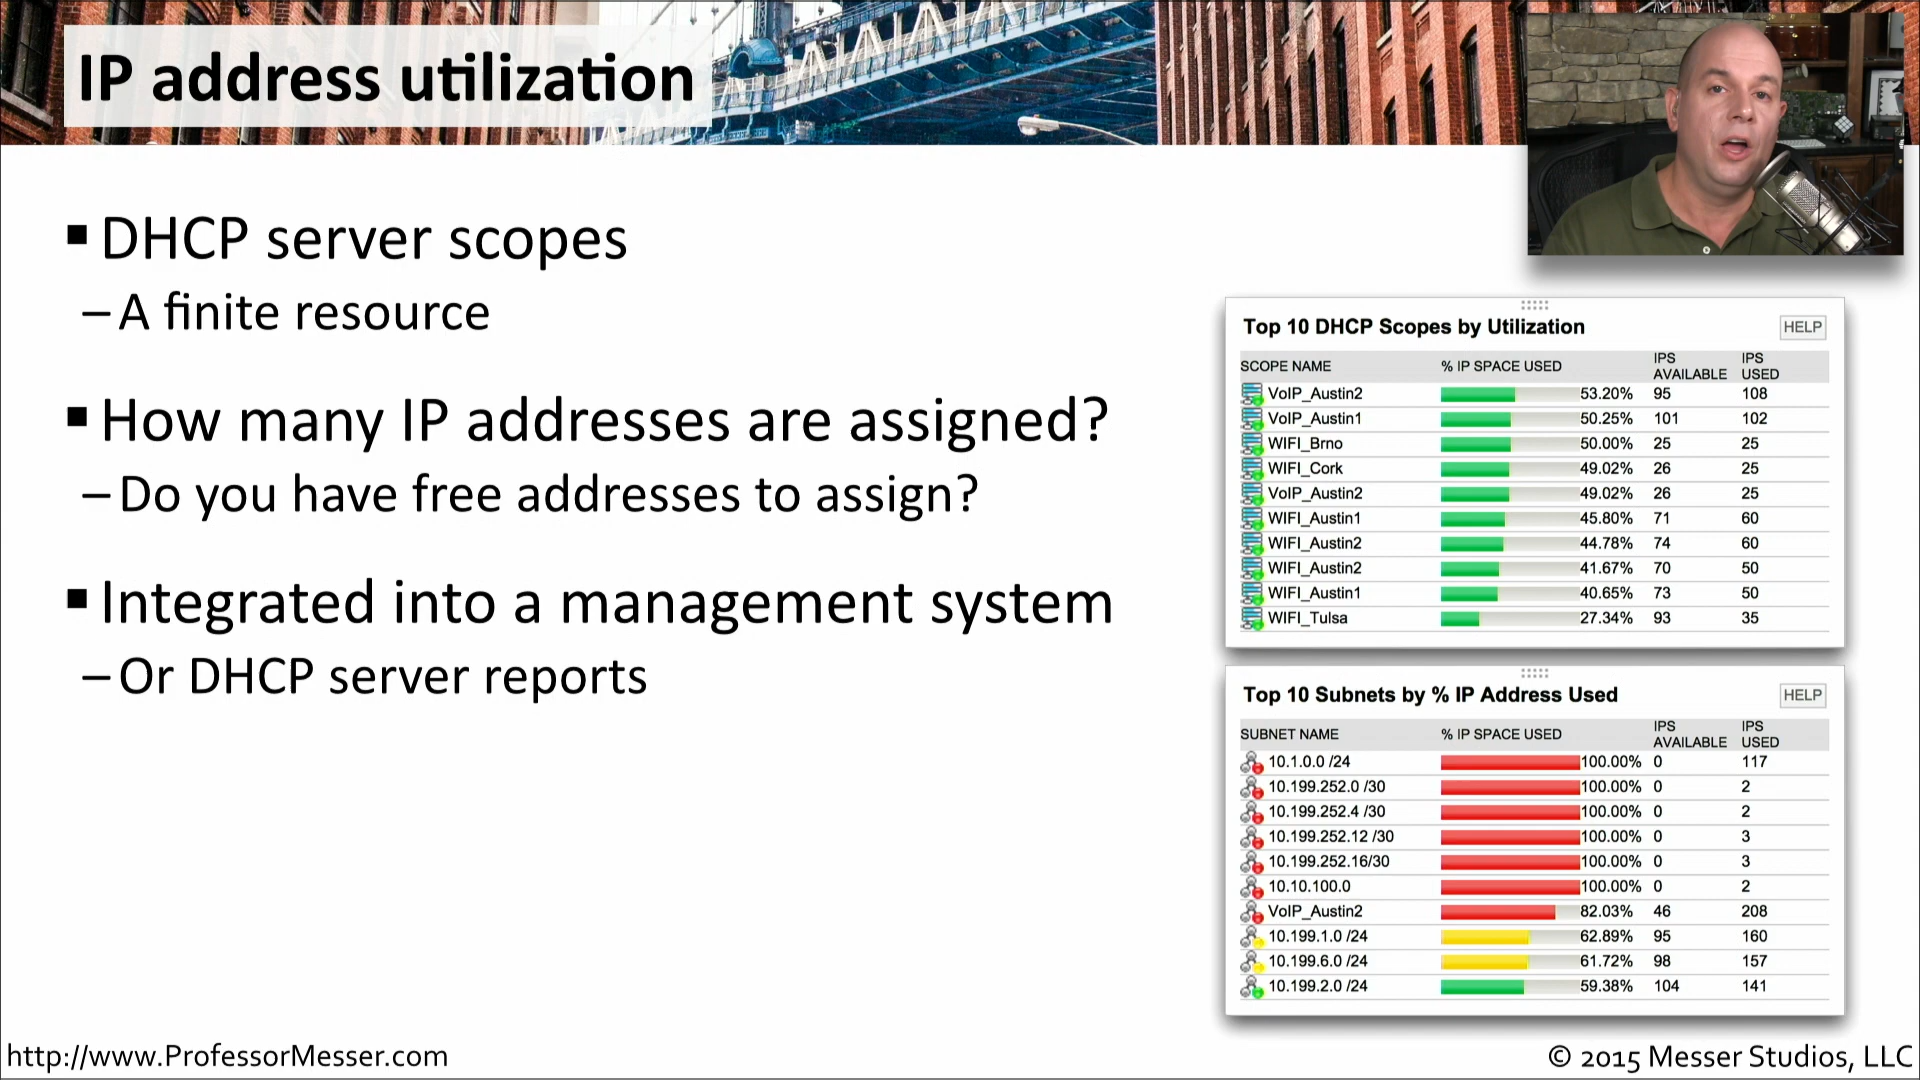 IP address utilization
▪ DHCP server scopes
– A finite resource
▪ How many IP addresses are assigned?
– Do you have free addresses to assign?
▪ Integrated into a management system
– Or DHCP server reports
Top 10 DHCP Scopes by Utilization HELP
SCOPE NAME % IP SPACE USED IPS AVAILABLE IPS USED
VoIP_Austin2 53.20% 95 108
VoIP_Austin1 50.25% 101 102
WIFI_Brno 50.00% 25 25
WIFI_Cork 49.02% 26 25
VoIP_Austin2 49.02% 26 25
WIFI_Austin1 45.80% 71 60
WIFI_Austin2 44.78% 74 60
WIFI_Austin2 41.67% 70 50
WIFI_Austin1 40.65% 73 50
WIFI_Tulsa 27.34% 93 35
Top 10 Subnets by % IP Address Used HELP
SUBNET NAME % IP SPACE USED IPS AVAILABLE IPS USED
10.1.0.0 /24 100.00% 0 117
10.199.252.0 /30 100.00% 0 2
10.199.252.4 /30 100.00% 0 2
10.199.252.12 /30 100.00% 0 3
10.199.252.16/30 100.00% 0 3
10.10.100.0 100.00% 0 2
VoIP_Austin2 82.03% 46 208
10.199.1.0 /24 62.89% 95 160
10.199.6.0 /24 61.72% 98 157
10.199.2.0 /24 59.38% 104 141
http://www.ProfessorMesser.com
© 2015 Messer Studios, LLC